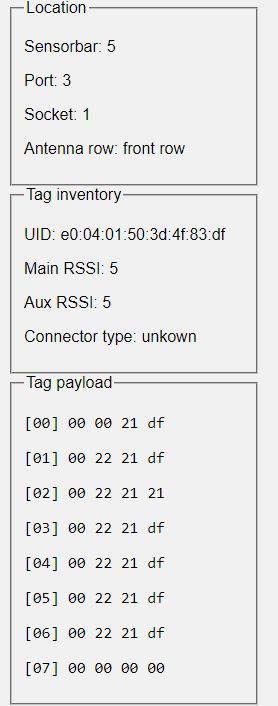 Location
Sensorbar: 5
Port: 3
Socket: 1
Antenna row: front row
Tag inventory
UID: e0:04:01:50:3d:4f:83:df
Main RSSI: 5
Aux RSSI: 5
Connector type: unkown
Tag payload
[00] 00 00 21 df
[01] 00 22 21 df
[02] 00 22 21 21
[03] 00 22 21 df
[04] 00 22 21 df
[05] 00 22 21 df
[06] 00 22 21 df
[07] 00 00 00 00